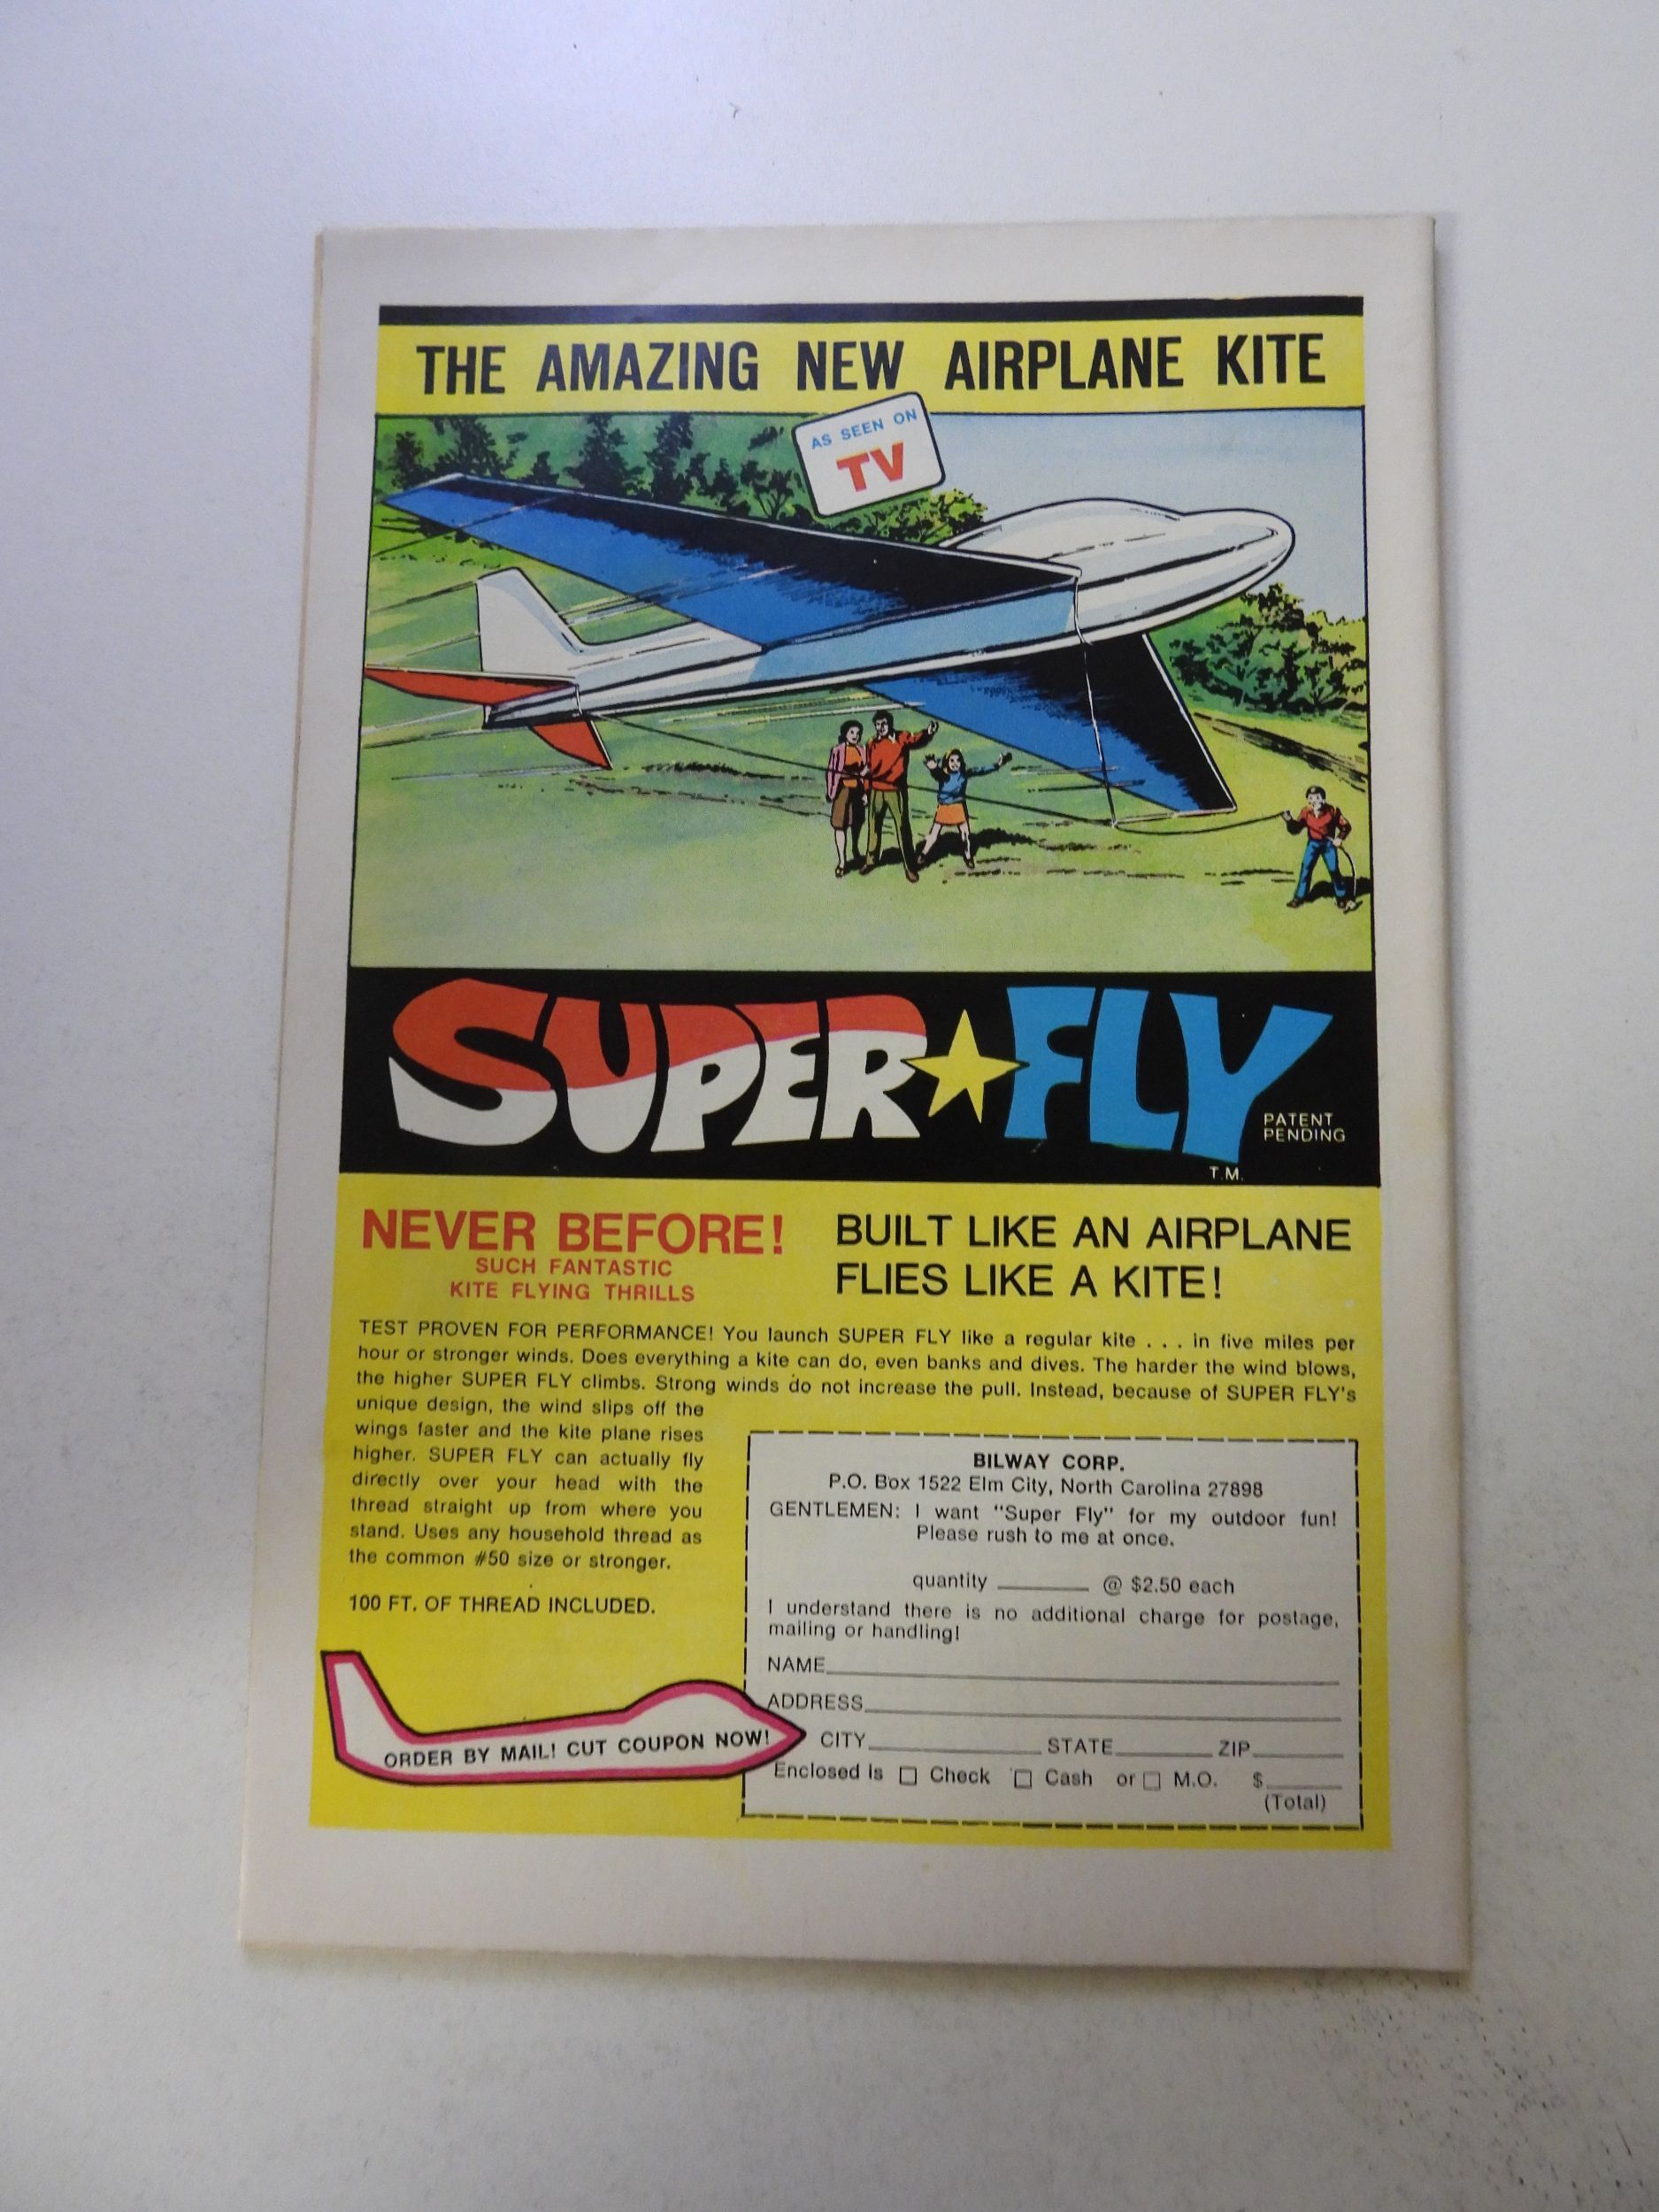 THE AMAZING NEW AIRPLANE KITE
AS SEEN ON
TV
SUPER★FLY
PATENT
PENDING
T.M.
NEVER BEFORE!
SUCH FANTASTIC
KITE FLYING THRILLS
BUILT LIKE AN AIRPLANE
FLIES LIKE A KITE!
TEST PROVEN FOR PERFORMANCE! You launch SUPER FLY like a regular kite . . . in five miles per
hour or stronger winds. Does everything a kite can do, even banks and dives. The harder the wind blows,
the higher SUPER FLY climbs. Strong winds do not increase the pull. Instead, because of SUPER FLY's
unique design, the wind slips off the
wings faster and the kite plane rises
higher. SUPER FLY can actually fly
directly over your head with the
thread straight up from where you
stand. Uses any household thread as
the common #50 size or stronger.
100 FT. OF THREAD INCLUDED.
ORDER BY MAIL! CUT COUPON NOW!
BILWAY CORP.
P.O. Box 1522 Elm City, North Carolina 27898
GENTLEMEN: I want "Super Fly" for my outdoor fun!
Please rush to me at once.
quantity ________ @ $2.50 each
I understand there is no additional charge for postage,
mailing or handling!
NAME________
ADDRESS________
CITY________ STATE________ ZIP________
Enclosed is □ Check □ Cash or □ M.O. $________
(Total)